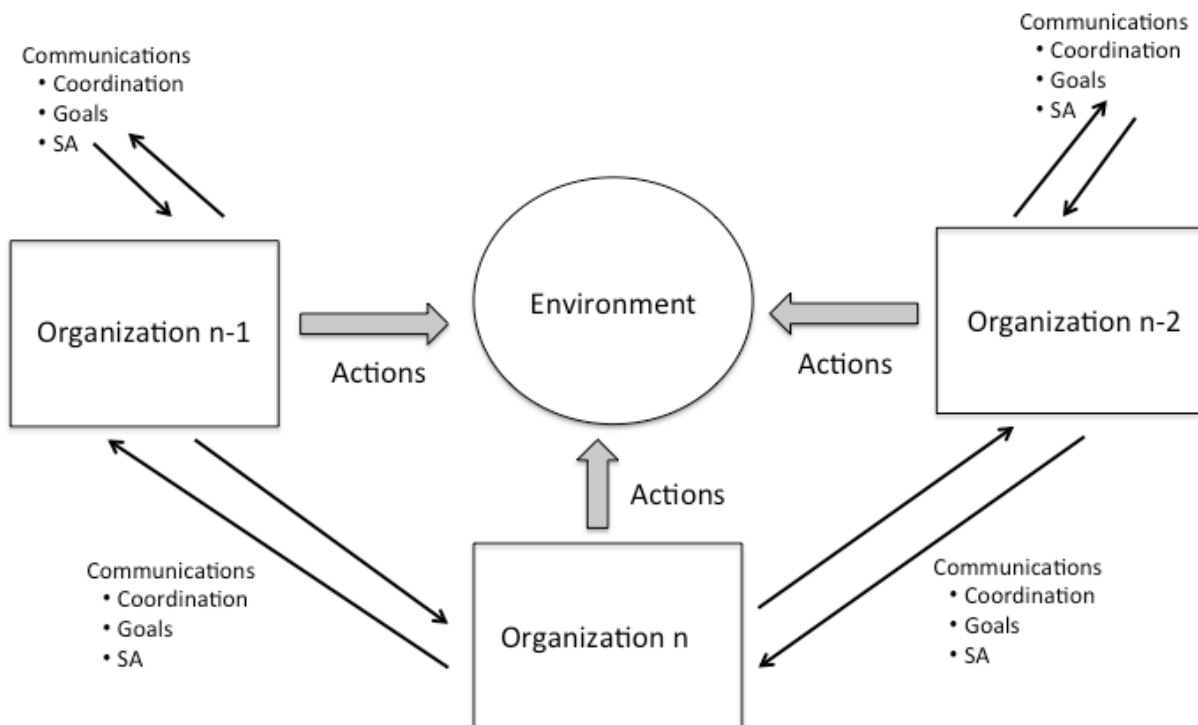 Communications
• Coordination
• Goals
• SA
Communications
• Coordination
• Goals
• SA
Organization n-1
Actions
Environment
Actions
Organization n-2
Actions
Communications
• Coordination
• Goals
• SA
Organization n
Communications
• Coordination
• Goals
• SA